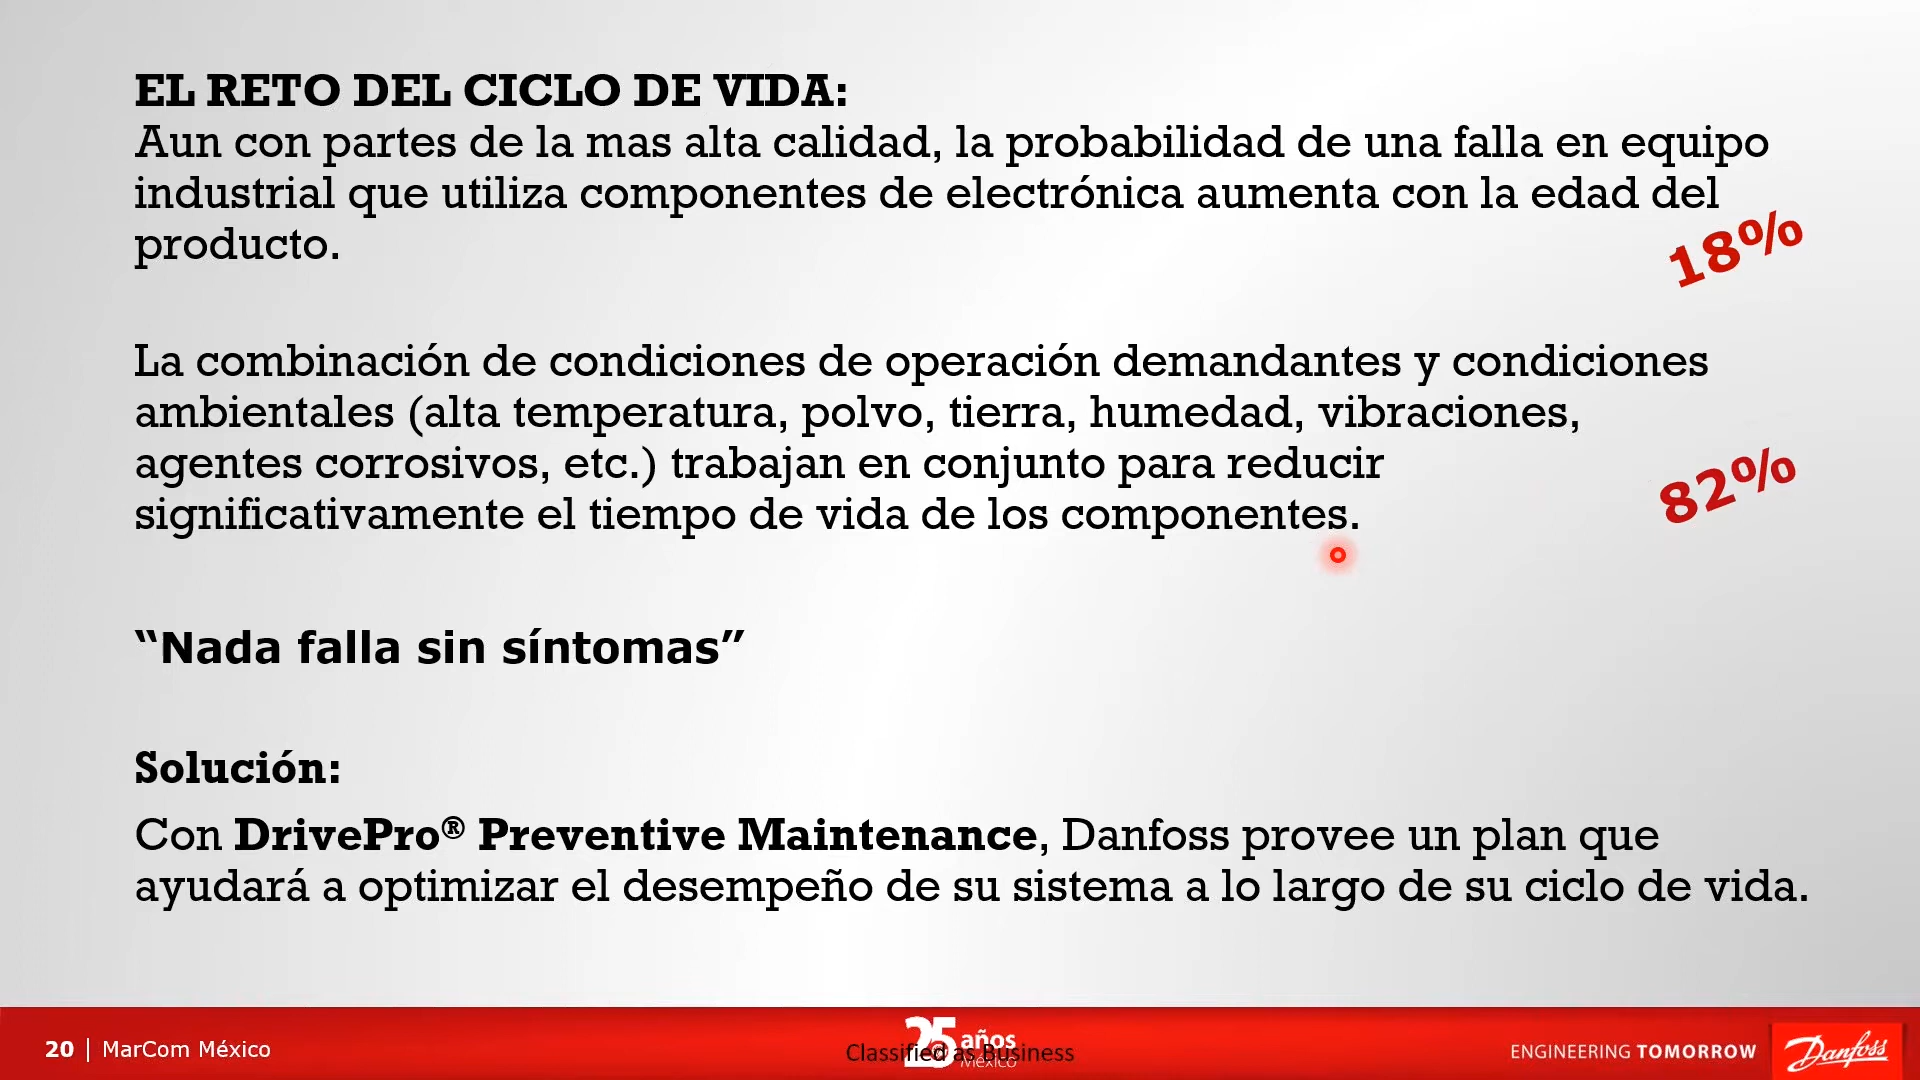 EL RETO DEL CICLO DE VIDA:
Aun con partes de la mas alta calidad, la probabilidad de una falla en equipo
industrial que utiliza componentes de electrónica aumenta con la edad del
producto.
18%
La combinación de condiciones de operación demandantes y condiciones
ambientales (alta temperatura, polvo, tierra, humedad, vibraciones,
agentes corrosivos, etc.) trabajan en conjunto para reducir
significativamente el tiempo de vida de los componentes.
82%
“Nada falla sin síntomas”
Solución:
Con DrivePro® Preventive Maintenance, Danfoss provee un plan que
ayudará a optimizar el desempeño de su sistema a lo largo de su ciclo de vida.
20 | MarCom México
25 años
México
Classified as Business
ENGINEERING TOMORROW
Danfoss